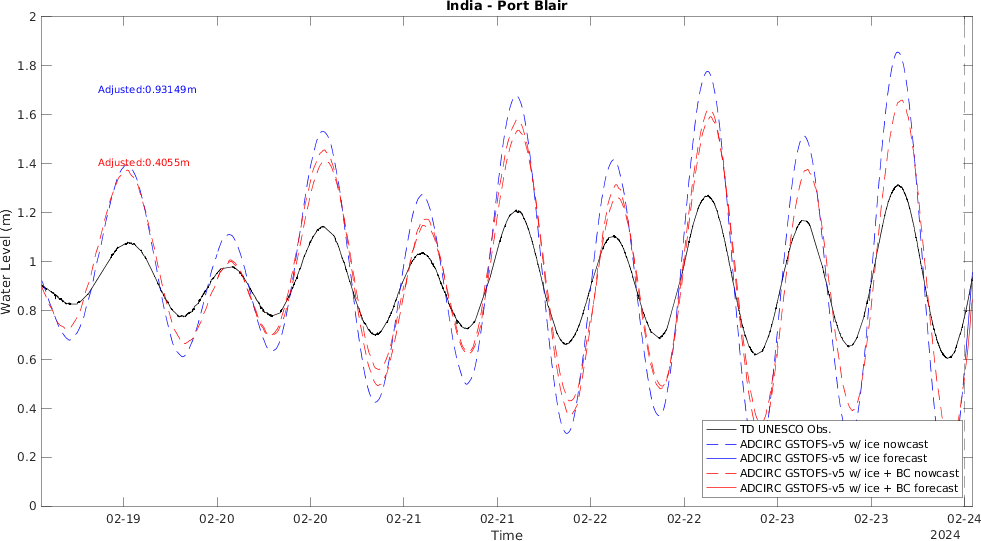 India - Port Blair
2
1.8
1.6
1.4
1.2
1
0.8
0.6
0.4
0.2
0
Water Level (m)
Adjusted:0.93149m
Adjusted:0.4055m
TD UNESCO Obs.
ADCIRC GSTOFS-v5 w/ ice nowcast
ADCIRC GSTOFS-v5 w/ ice forecast
ADCIRC GSTOFS-v5 w/ ice + BC nowcast
ADCIRC GSTOFS-v5 w/ ice + BC forecast
02-19 02-20 02-20 02-21 02-21 02-22 02-22 02-23 02-23 02-24
Time
2024